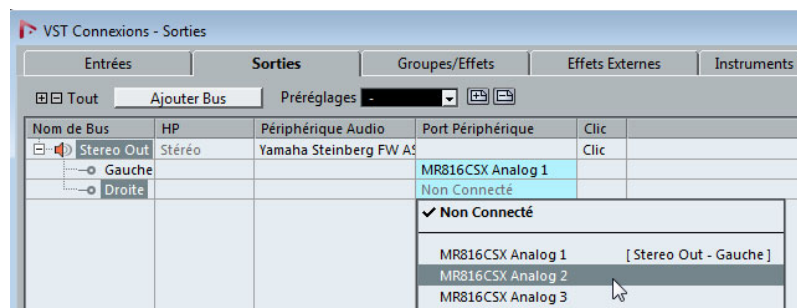 VST Connexions - Sorties
Entrées Sorties Groupes/Effets Effets Externes Instruments
Tout Ajouter Bus Préréglages -
Nom de Bus HP Périphérique Audio Port Périphérique Clic
Stereo Out Stéréo Yamaha Steinberg FW AS Clic
Gauche MR816CSX Analog 1
Droite Non Connecté
✓ Non Connecté
MR816CSX Analog 1 [ Stereo Out - Gauche ]
MR816CSX Analog 2
MR816CSX Analog 3